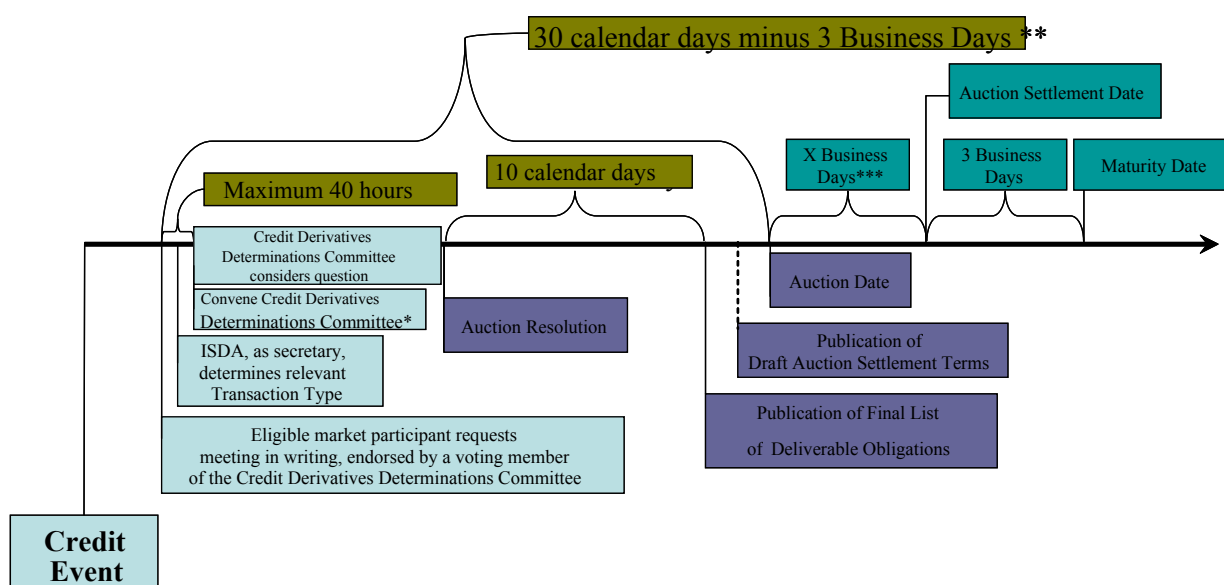 30 calendar days minus 3 Business Days **
Auction Settlement Date
X Business
Days***
3 Business
Days
Maturity Date
10 calendar days
Maximum 40 hours
Credit Derivatives
Determinations Committee
considers question
Convene Credit Derivatives
Determinations Committee*
ISDA, as secretary,
determines relevant
Transaction Type
Eligible market participant requests
meeting in writing, endorsed by a voting member
of the Credit Derivatives Determinations Committee
Auction Resolution
Auction Date
Publication of
Draft Auction Settlement Terms
Publication of Final List
of Deliverable Obligations
Credit
Event